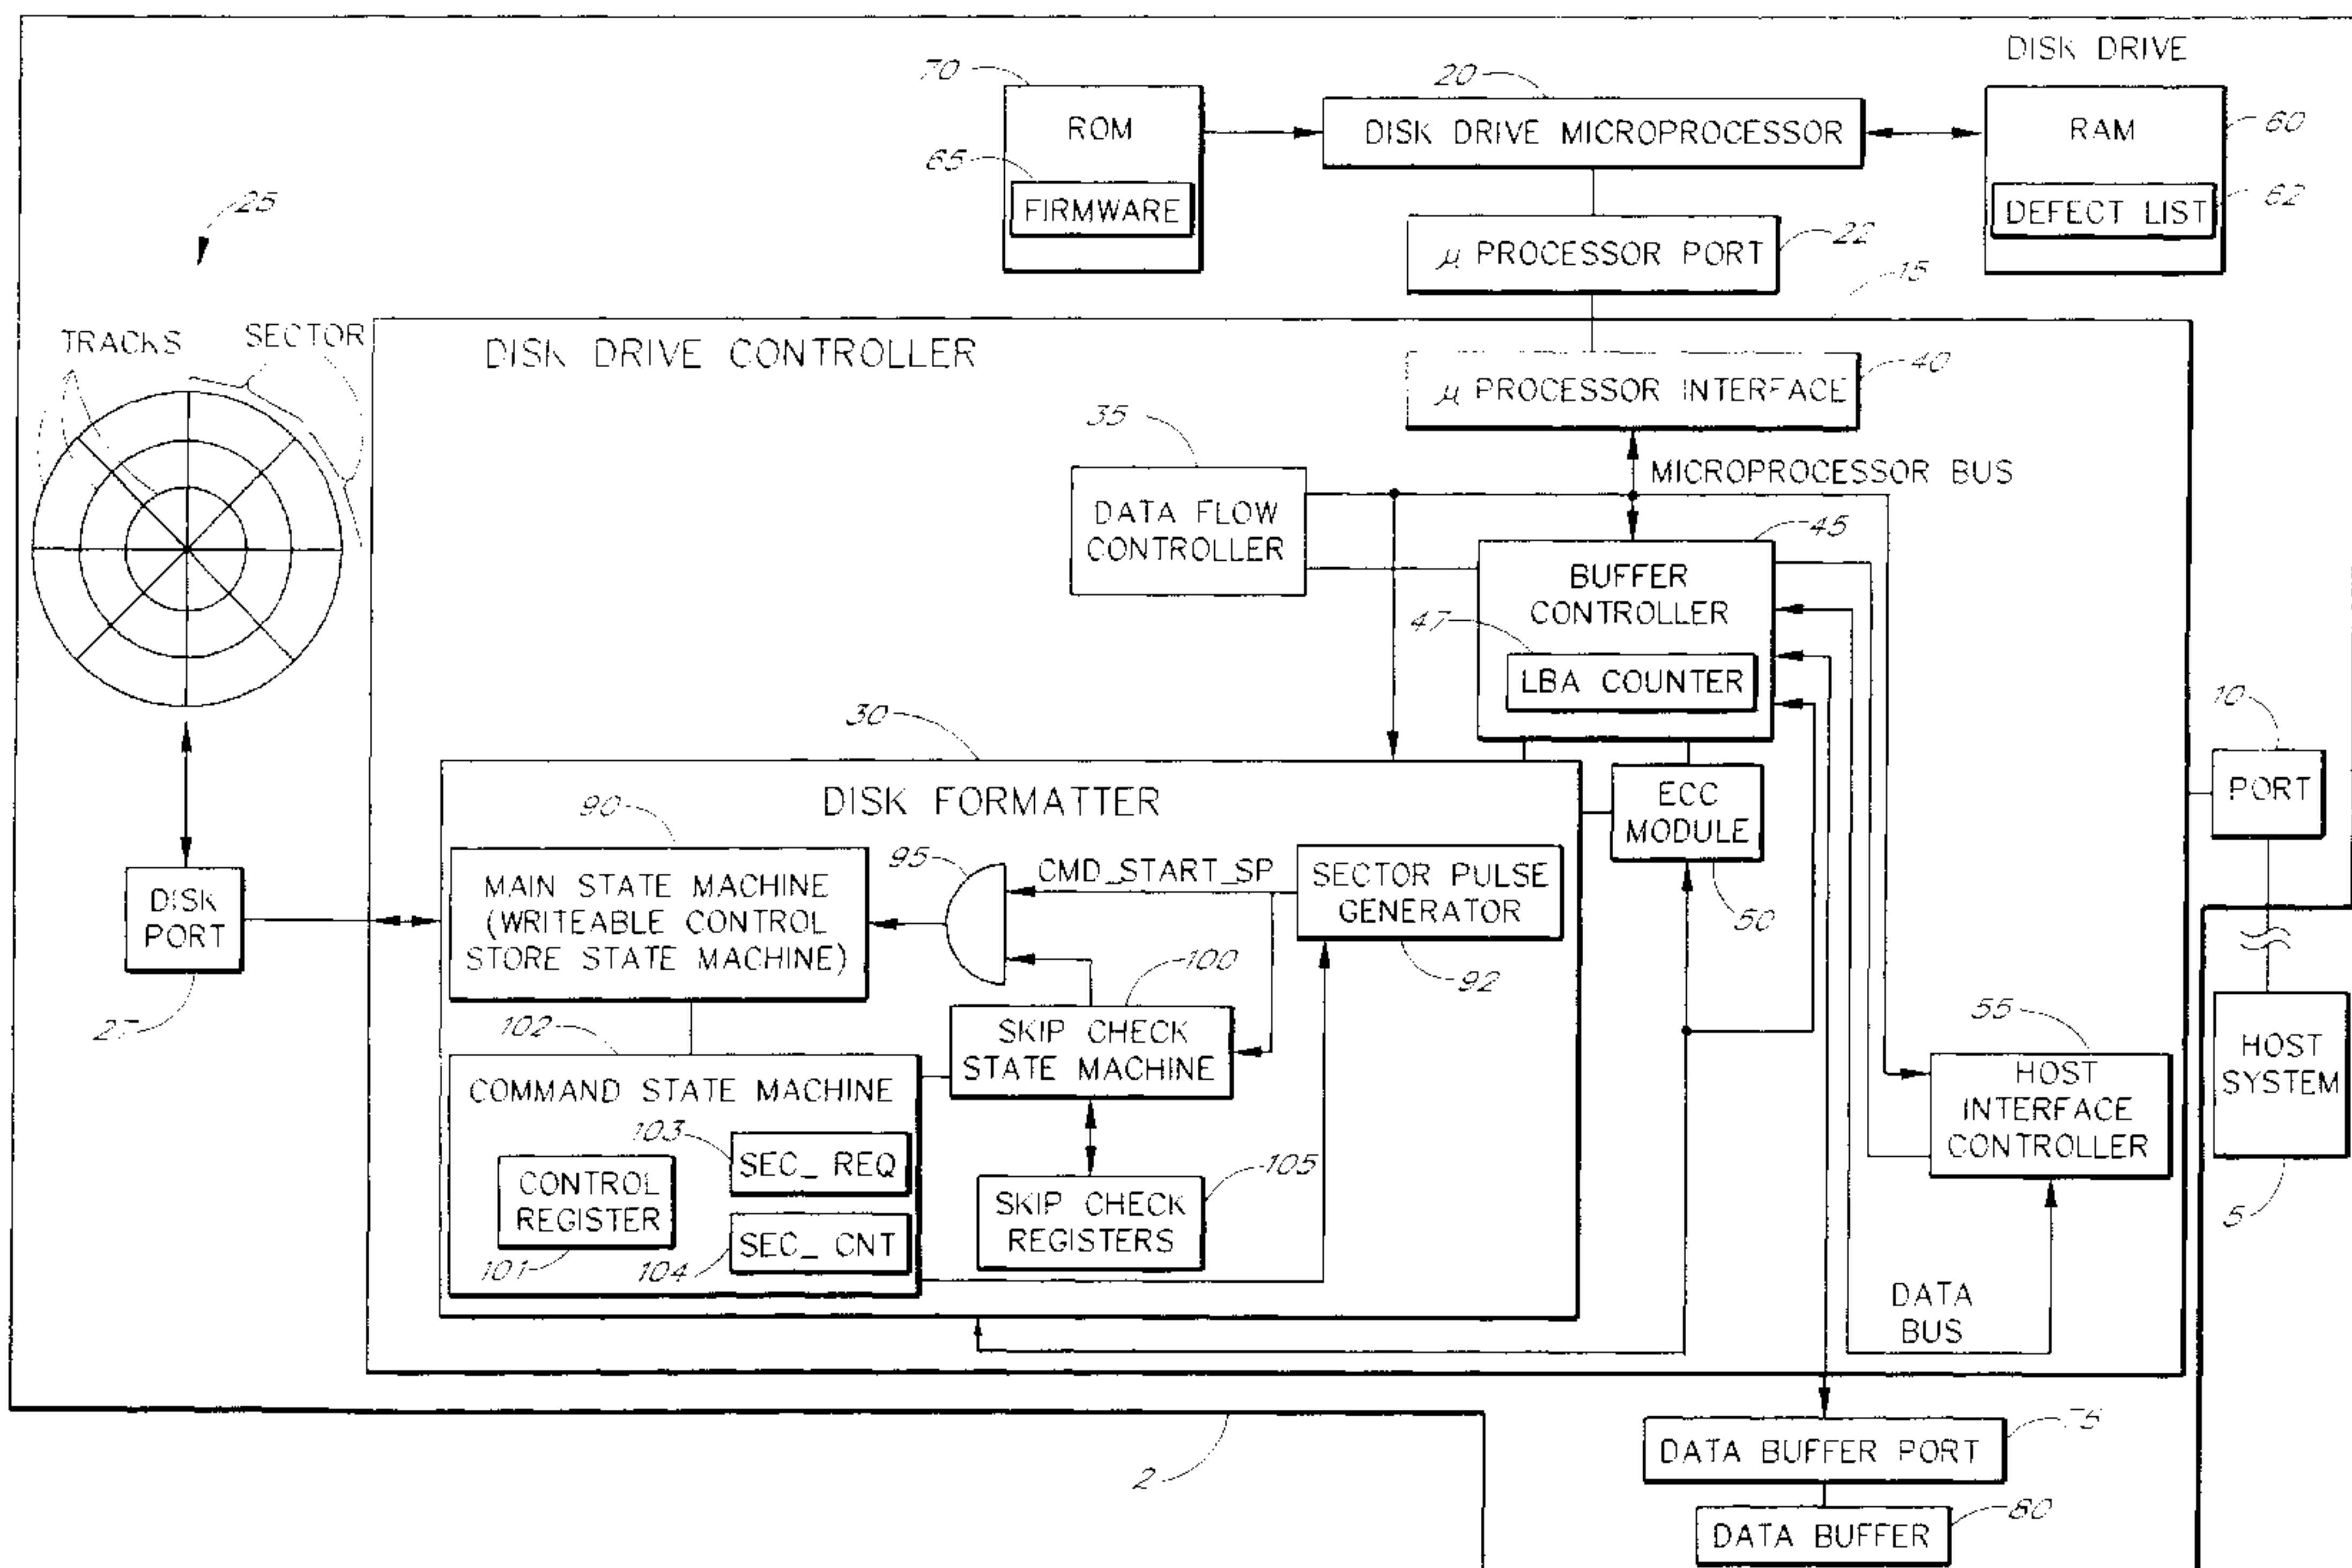 DISK DRIVE
70
ROM
65
FIRMWARE
20
DISK DRIVE MICROPROCESSOR
RAM
60
DEFECT LIST
62
μ PROCESSOR PORT
22
25
15
TRACKS
SECTOR
DISK DRIVE CONTROLLER
μ PROCESSOR INTERFACE
40
35
DATA FLOW
CONTROLLER
MICROPROCESSOR BUS
45
BUFFER
CONTROLLER
47
LBA COUNTER
30
DISK FORMATTER
ECC
MODULE
50
10
PORT
90
MAIN STATE MACHINE
(WRITEABLE CONTROL
STORE STATE MACHINE)
95
CMD_START_SP
SECTOR PULSE
GENERATOR
92
DISK
PORT
27
100
SKIP CHECK
STATE MACHINE
102
COMMAND STATE MACHINE
103
SEC_ REQ
CONTROL
REGISTER
101
104
SEC_ CNT
105
SKIP CHECK
REGISTERS
55
HOST
INTERFACE
CONTROLLER
HOST
SYSTEM
5
DATA
BUS
2
75
DATA BUFFER PORT
DATA BUFFER
80